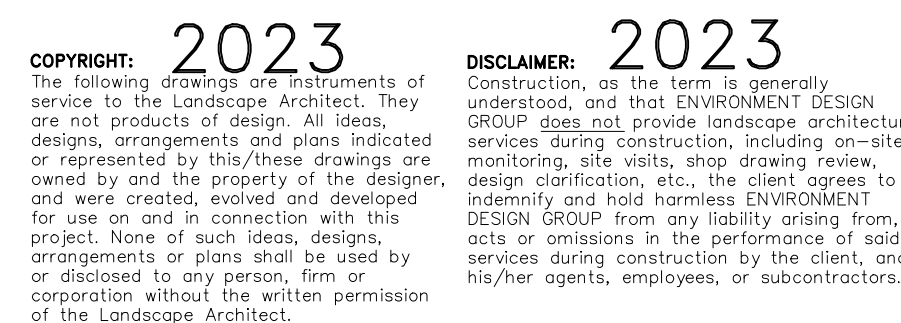 COPYRIGHT: 2023
The following drawings are instruments of
service to the Landscape Architect. They
are not products of design. All ideas,
designs, arrangements and plans indicated
or represented by this/these drawings are
owned by and the property of the designer,
and were created, evolved and developed
for use on and in connection with this
project. None of such ideas, designs,
arrangements or plans shall be used by
or disclosed to any person, firm or
corporation without the written permission
of the Landscape Architect.
DISCLAIMER: 2023
Construction, as the term is generally
understood, and that ENVIRONMENT DESIGN
GROUP does not provide landscape architectur
services during construction, including on-site
monitoring, site visits, shop drawing review,
design clarification, etc., the client agrees to
indemnify and hold harmless ENVIRONMENT
DESIGN GROUP from any liability arising from,
acts or omissions in the performance of said
services during construction by the client, and
his/her agents, employees, or subcontractors.